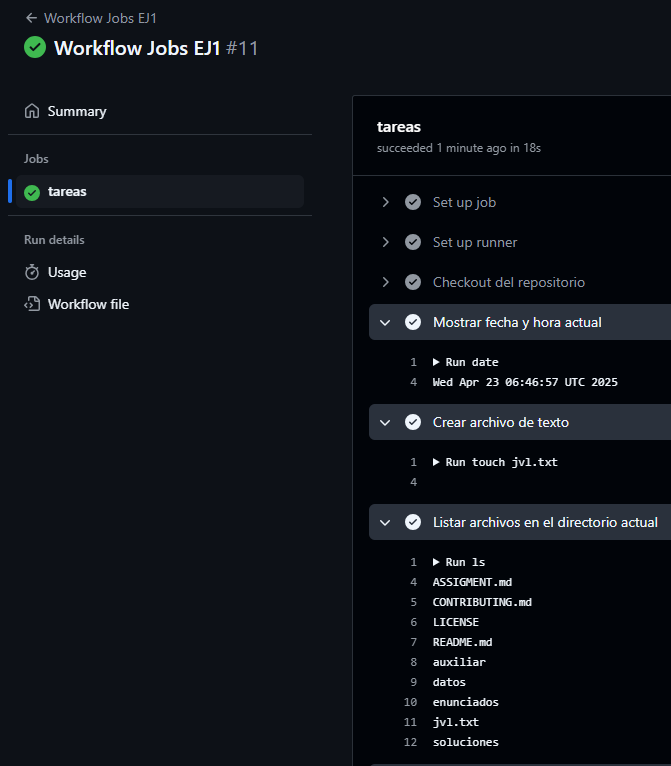 Workflow Jobs EJ1
Workflow Jobs EJ1 #11
Summary
Jobs
tareas
Run details
Usage
Workflow file
tareas
succeeded 1 minute ago in 18s
Set up job
Set up runner
Checkout del repositorio
Mostrar fecha y hora actual
1 Run date
4 Wed Apr 23 06:46:57 UTC 2025
Crear archivo de texto
1 Run touch jvl.txt
4
Listar archivos en el directorio actual
1 Run ls
4 ASSIGMENT.md
5 CONTRIBUTING.md
6 LICENSE
7 README.md
8 auxiliar
9 datos
10 enunciados
11 jvl.txt
12 soluciones